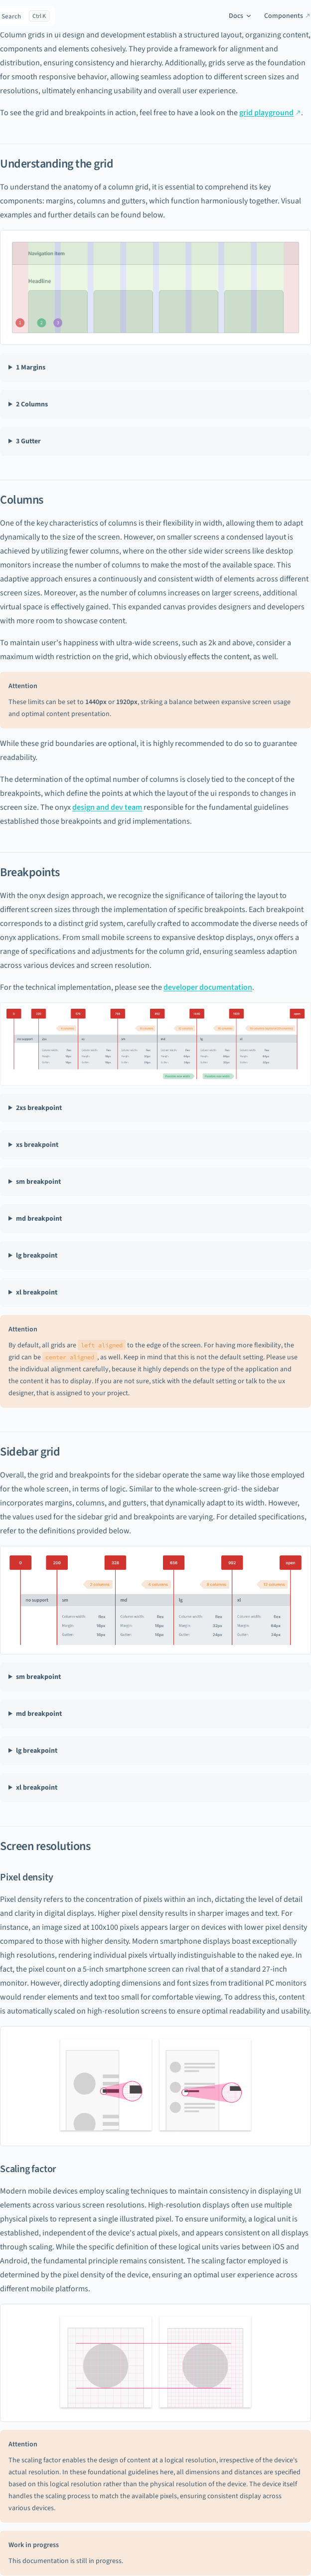 Search Ctrl K Docs Components ↗
Column grids in ui design and development establish a structured layout, organizing content,
components and elements cohesively. They provide a framework for alignment and
distribution, ensuring consistency and hierarchy. Additionally, grids serve as the foundation
for smooth responsive behavior, allowing seamless adoption to different screen sizes and
resolutions, ultimately enhancing usability and overall user experience.
To see the grid and breakpoints in action, feel free to have a look on the grid playground ↗.
Understanding the grid
To understand the anatomy of a column grid, it is essential to comprehend its key
components: margins, columns and gutters, which function harmoniously together. Visual
examples and further details can be found below.
Navigation item
Headline
1 2 3
1 Margins
2 Columns
3 Gutter
Columns
One of the key characteristics of columns is their flexibility in width, allowing them to adapt
dynamically to the size of the screen. However, on smaller screens a condensed layout is
achieved by utilizing fewer columns, where on the other side wider screens like desktop
monitors increase the number of columns to make the most of the available space. This
adaptive approach ensures a continuously and consistent width of elements across different
screen sizes. Moreover, as the number of columns increases on larger screens, additional
virtual space is effectively gained. This expanded canvas provides designers and developers
with more room to showcase content.
To maintain user's happiness with ultra-wide screens, such as 2k and above, consider a
maximum width restriction on the grid, which obviously effects the content, as well.
Attention
These limits can be set to 1440px or 1920px, striking a balance between expansive screen usage
and optimal content presentation.
While these grid boundaries are optional, it is highly recommended to do so to guarantee
readability.
The determination of the optimal number of columns is closely tied to the concept of the
breakpoints, which define the points at which the layout of the ui responds to changes in
screen size. The onyx design and dev team responsible for the fundamental guidelines
established those breakpoints and grid implementations.
Breakpoints
With the onyx design approach, we recognize the significance of tailoring the layout to
different screen sizes through the implementation of specific breakpoints. Each breakpoint
corresponds to a distinct grid system, carefully crafted to accommodate the diverse needs of
onyx applications. From small mobile screens to expansive desktop displays, onyx offers a
range of specifications and adjustments for the column grid, ensuring seamless adaption
across various devices and screen resolution.
For the technical implementation, please see the developer documentation.
2xs breakpoint
xs breakpoint
sm breakpoint
md breakpoint
lg breakpoint
xl breakpoint
Attention
By default, all grids are left aligned to the edge of the screen. For having more flexibility, the
grid can be center aligned, as well. Keep in mind that this is not the default setting. Please use
the individual alignment carefully, because it highly depends on the type of the application and
the content it has to display. If you are not sure, stick with the default setting or talk to the ux
designer, that is assigned to your project.
Sidebar grid
Overall, the grid and breakpoints for the sidebar operate the same way like those employed
for the whole screen, in terms of logic. Similar to the whole-screen-grid- the sidebar
incorporates margins, columns, and gutters, that dynamically adapt to its width. However,
the values used for the sidebar grid and breakpoints are varying. For detailed specifications,
refer to the definitions provided below.
no support sm md lg xl
sm breakpoint
md breakpoint
lg breakpoint
xl breakpoint
Screen resolutions
Pixel density
Pixel density refers to the concentration of pixels within an inch, dictating the level of detail
and clarity in digital displays. Higher pixel density results in sharper images and text. For
instance, an image sized at 100x100 pixels appears larger on devices with lower pixel density
compared to those with higher density. Modern smartphone displays boast exceptionally
high resolutions, rendering individual pixels virtually indistinguishable to the naked eye. In
fact, the pixel count on a 5-inch smartphone screen can rival that of a standard 27-inch
monitor. However, directly adopting dimensions and font sizes from traditional PC monitors
would render elements and text too small for comfortable viewing. To address this, content
is automatically scaled on high-resolution screens to ensure optimal readability and usability.
Scaling factor
Modern mobile devices employ scaling techniques to maintain consistency in displaying UI
elements across various screen resolutions. High-resolution displays often use multiple
physical pixels to represent a single illustrated pixel. To ensure uniformity, a logical unit is
established, independent of the device's actual pixels, and appears consistent on all displays
through scaling. While the specific definition of these logical units varies between iOS and
Android, the fundamental principle remains consistent. The scaling factor employed is
determined by the pixel density of the device, ensuring an optimal user experience across
different mobile platforms.
Attention
The scaling factor enables the design of content at a logical resolution, irrespective of the device's
actual resolution. In these foundational guidelines here, all dimensions and distances are specified
based on this logical resolution rather than the physical resolution of the device. The device itself
handles the scaling process to match the available pixels, ensuring consistent display across
various devices.
Work in progress
This documentation is still in progress.